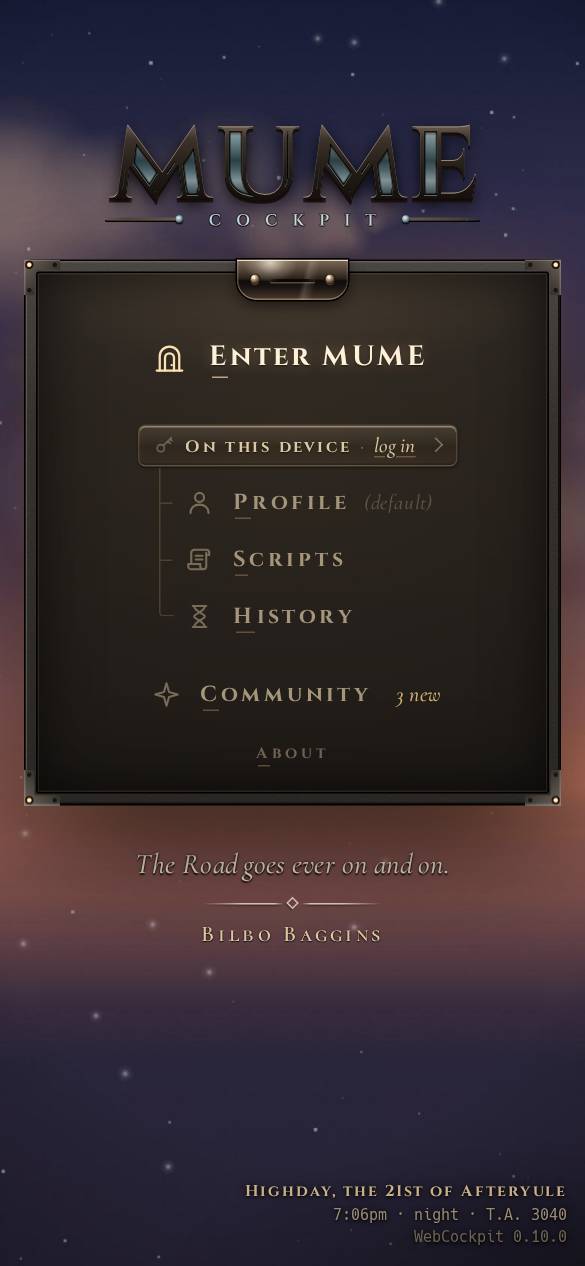 MUME
COCKPIT
Enter MUME
On this device · log in
Profile (default)
Scripts
History
Community 3 new
About
The Road goes ever on and on.
Bilbo Baggins
Highday, the 21st of Afteryule
7:06pm · night · T.A. 3040
WebCockpit 0.10.0